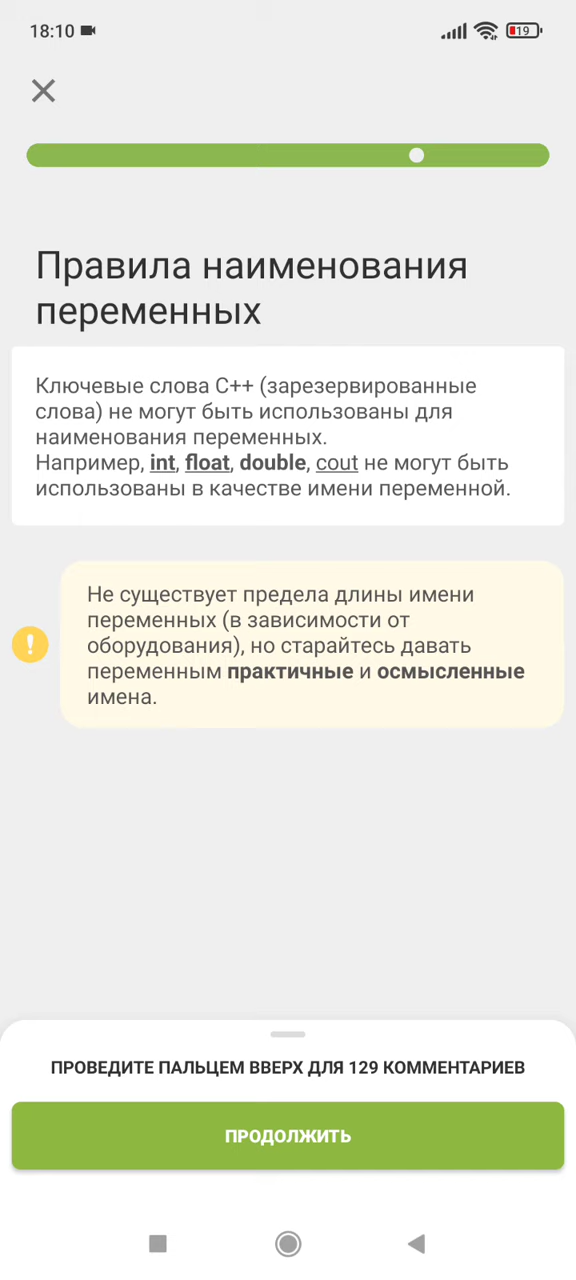 18:10
19
Правила наименования
переменных
Ключевые слова C++ (зарезервированные
слова) не могут быть использованы для
наименования переменных.
Например, int, float, double, cout не могут быть
использованы в качестве имени переменной.
Не существует предела длины имени
переменных (в зависимости от
оборудования), но старайтесь давать
переменным практичные и осмысленные
имена.
ПРОВЕДИТЕ ПАЛЬЦЕМ ВВЕРХ ДЛЯ 129 КОММЕНТАРИЕВ
ПРОДОЛЖИТЬ